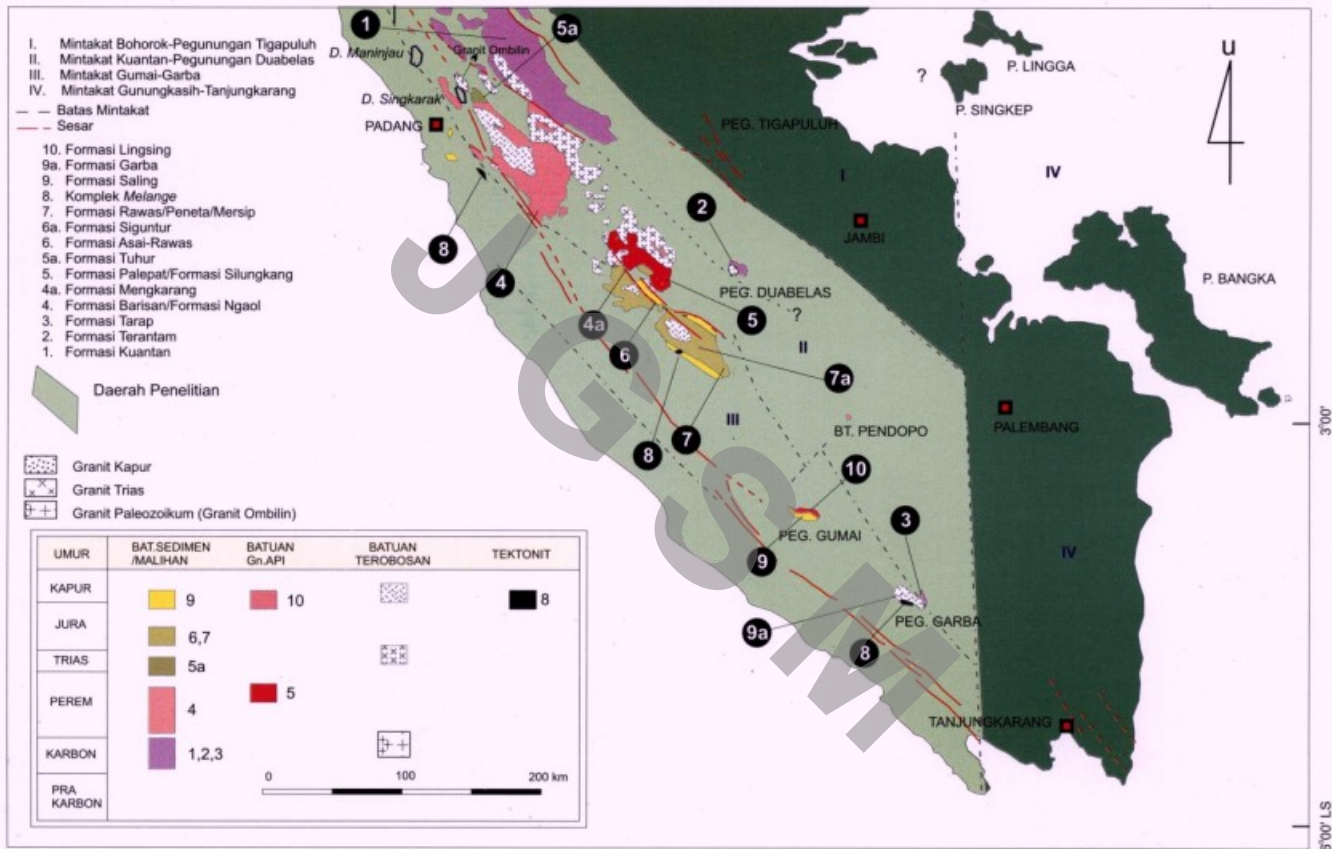 I. Mintakat Bohorok-Pegunungan Tigapuluh
II. Mintakat Kuantan-Pegunungan Duabelas
III. Mintakat Gumai-Garba
IV. Mintakat Gunungkasih-Tanjungkarang
Batas Mintakat
Sesar
10. Formasi Lingsing
9a. Formasi Garba
9. Formasi Saling
8. Komplek Melange
7. Formasi Rawas/Peneta/Mersip
6a. Formasi Siguntur
6. Formasi Asai-Rawas
5a. Formasi Tuhur
5. Formasi Palepat/Formasi Silungkang
4a. Formasi Mengkarang
4. Formasi Barisan/Formasi Ngaol
3. Formasi Tarap
2. Formasi Terantam
1. Formasi Kuantan
Daerah Penelitian
Granit Kapur
Granit Trias
Granit Paleozoikum (Granit Ombilin)
UMUR BAT.SEDIMEN /MALIHAN BATUAN Gn.API BATUAN TEROBOSAN TEKTONIT
KAPUR 9 10 8
JURA 6,7
TRIAS 5a
PEREM 4 5
KARBON 1,2,3
PRA KARBON
0 100 200 km
1
5a
D. Maninjau
Granit Ombilin
D. Singkarak
PADANG
8
4
2
PEG. TIGAPULUH
I
JAMBI
?
P. LINGGA
P. SINGKEP
IV
u
P. BANGKA
PEG. DUABELAS
?
4a
6
5
II
7a
III
8
7
BT. PENDOPO
PALEMBANG
3°00'
10
3
PEG. GUMAI
9
IV
9a
PEG. GARBA
8
TANJUNGKARANG
6°00' LS
J G S M